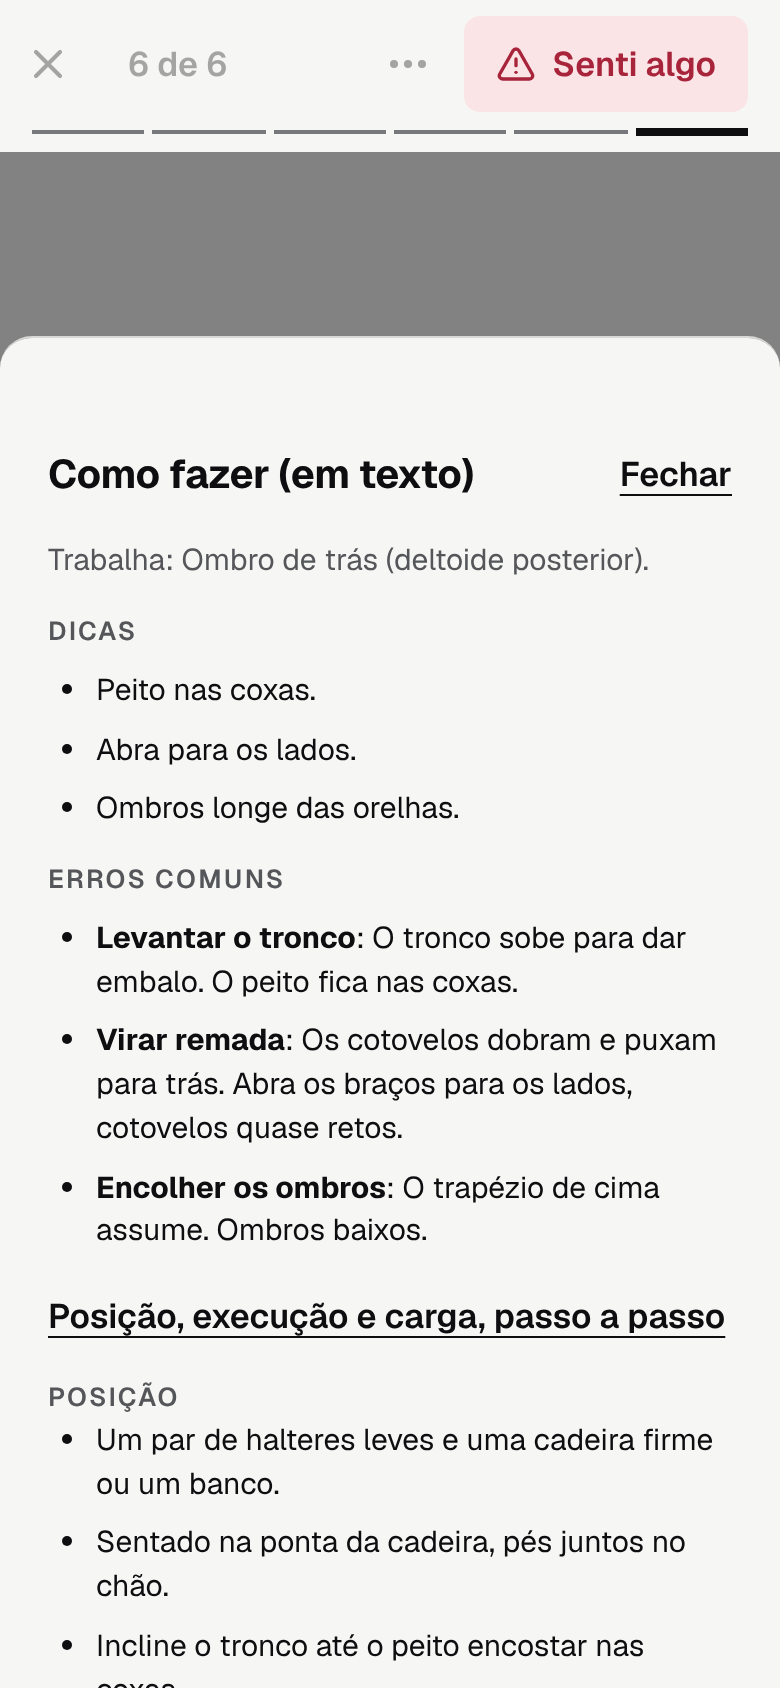 6 de 6
Senti algo
Como fazer (em texto)
Fechar
Trabalha: Ombro de trás (deltoide posterior).
DICAS
• Peito nas coxas.
• Abra para os lados.
• Ombros longe das orelhas.
ERROS COMUNS
• Levantar o tronco: O tronco sobe para dar
embalo. O peito fica nas coxas.
• Virar remada: Os cotovelos dobram e puxam
para trás. Abra os braços para os lados,
cotovelos quase retos.
• Encolher os ombros: O trapézio de cima
assume. Ombros baixos.
Posição, execução e carga, passo a passo
POSIÇÃO
• Um par de halteres leves e uma cadeira firme
ou um banco.
• Sentado na ponta da cadeira, pés juntos no
chão.
• Incline o tronco até o peito encostar nas
coxas.